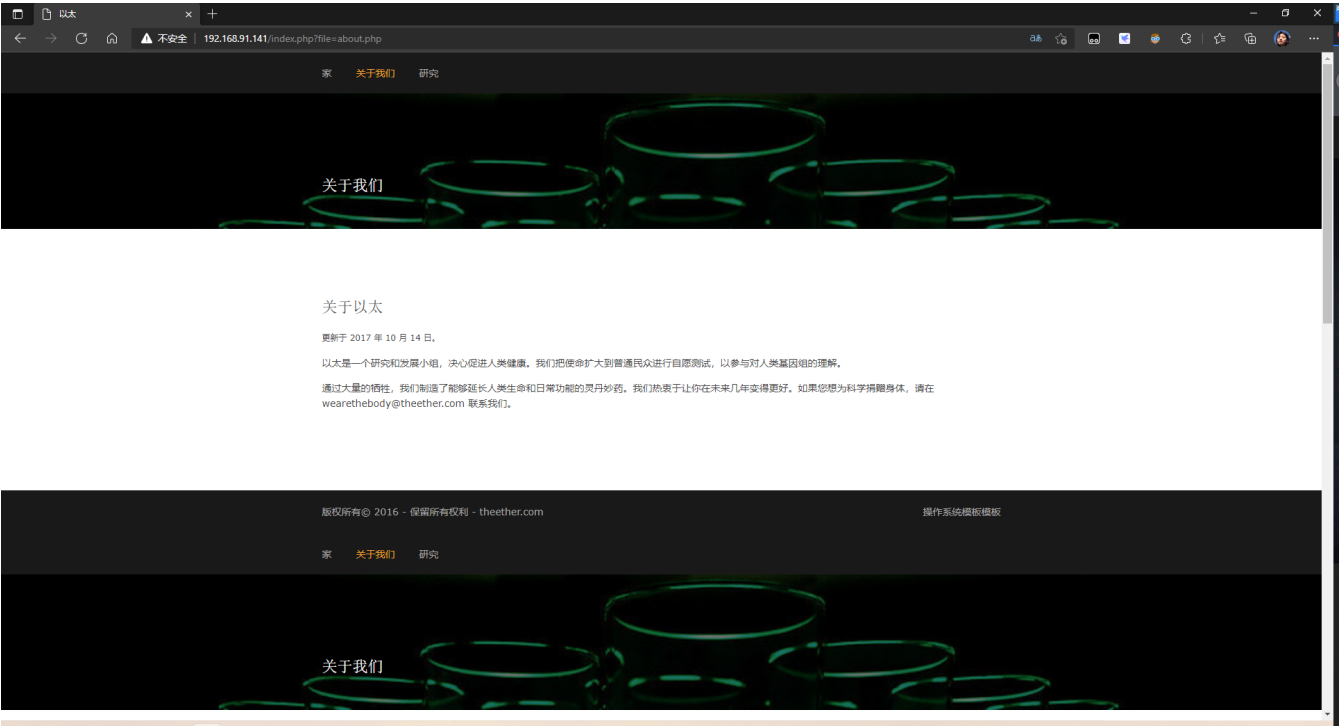 以太
不安全 192.168.91.141/index.php?file=about.php
家 关于我们 研究
关于我们
关于以太
更新于 2017 年 10 月 14 日。
以太是一个研究和发展小组，决心促进人类健康。我们把使命扩大到普通民众进行自愿测试，以参与对人类基因组的理解。
通过大量的牺牲，我们制造了能够延长人类生命和日常功能的灵丹妙药。我们热衷于让你在未来几年变得更好。如果您想为科学捐赠身体，请在
wearethebody@theether.com 联系我们。
版权所有© 2016 - 保留所有权利 - theether.com 操作系统模板模板
家 关于我们 研究
关于我们